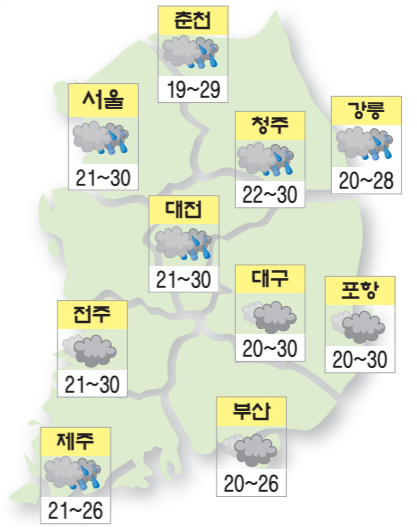 춘천
19~29
서울
21~30
청주
22~30
강릉
20~28
대전
21~30
대구
20~30
포항
20~30
전주
21~30
부산
20~26
제주
21~26